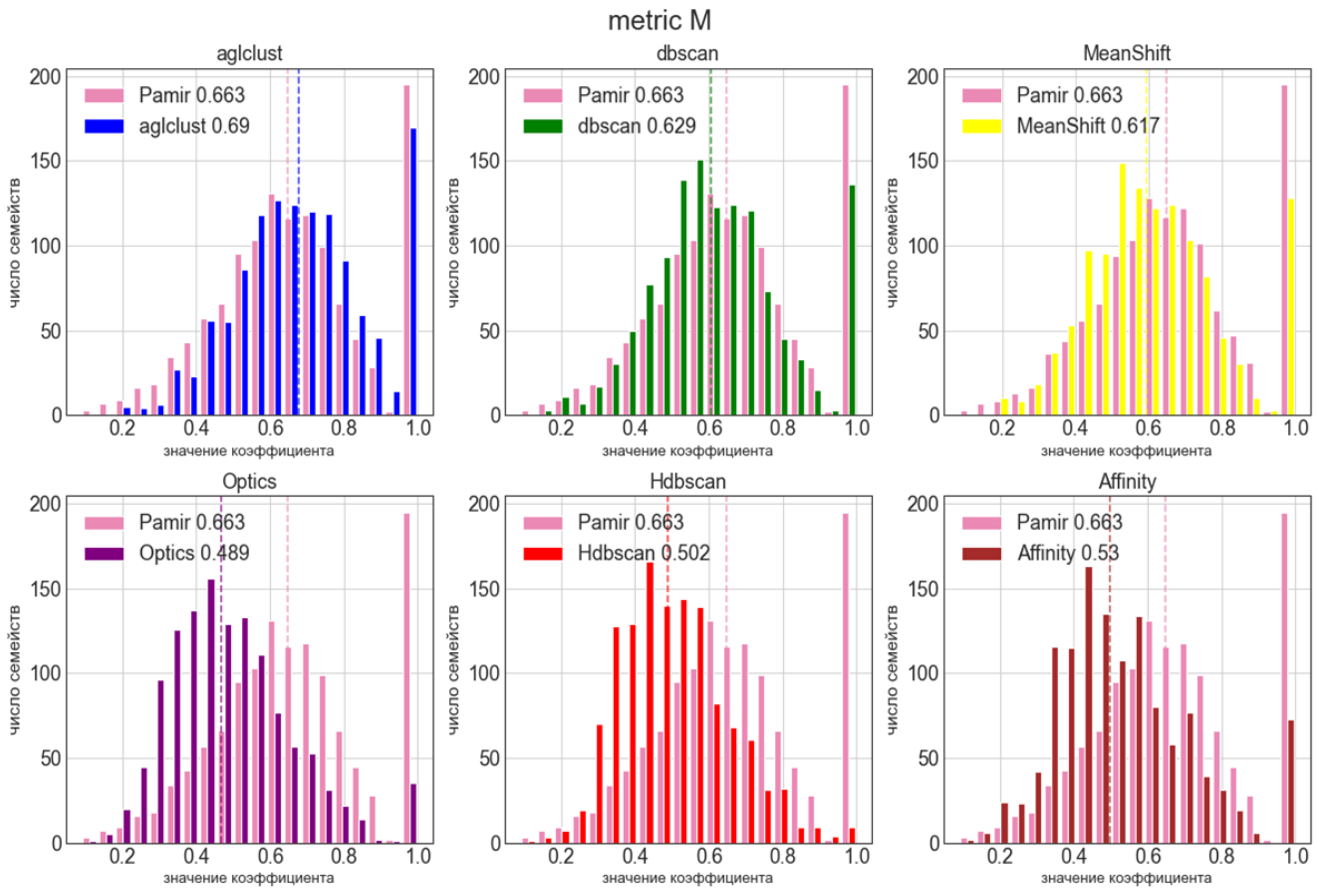 metric M
aglclust
dbscan
MeanShift
200
150
100
50
0
число семейств
Pamir 0.663
aglclust 0.69
0.2 0.4 0.6 0.8 1.0
значение коэффициента
200
150
100
50
0
число семейств
Pamir 0.663
dbscan 0.629
0.2 0.4 0.6 0.8 1.0
значение коэффициента
200
150
100
50
0
число семейств
Pamir 0.663
MeanShift 0.617
0.2 0.4 0.6 0.8 1.0
значение коэффициента
Optics
Hdbscan
Affinity
200
150
100
50
0
число семейств
Pamir 0.663
Optics 0.489
0.2 0.4 0.6 0.8 1.0
значение коэффициента
200
150
100
50
0
число семейств
Pamir 0.663
Hdbscan 0.502
0.2 0.4 0.6 0.8 1.0
значение коэффициента
200
150
100
50
0
число семейств
Pamir 0.663
Affinity 0.53
0.2 0.4 0.6 0.8 1.0
значение коэффициента